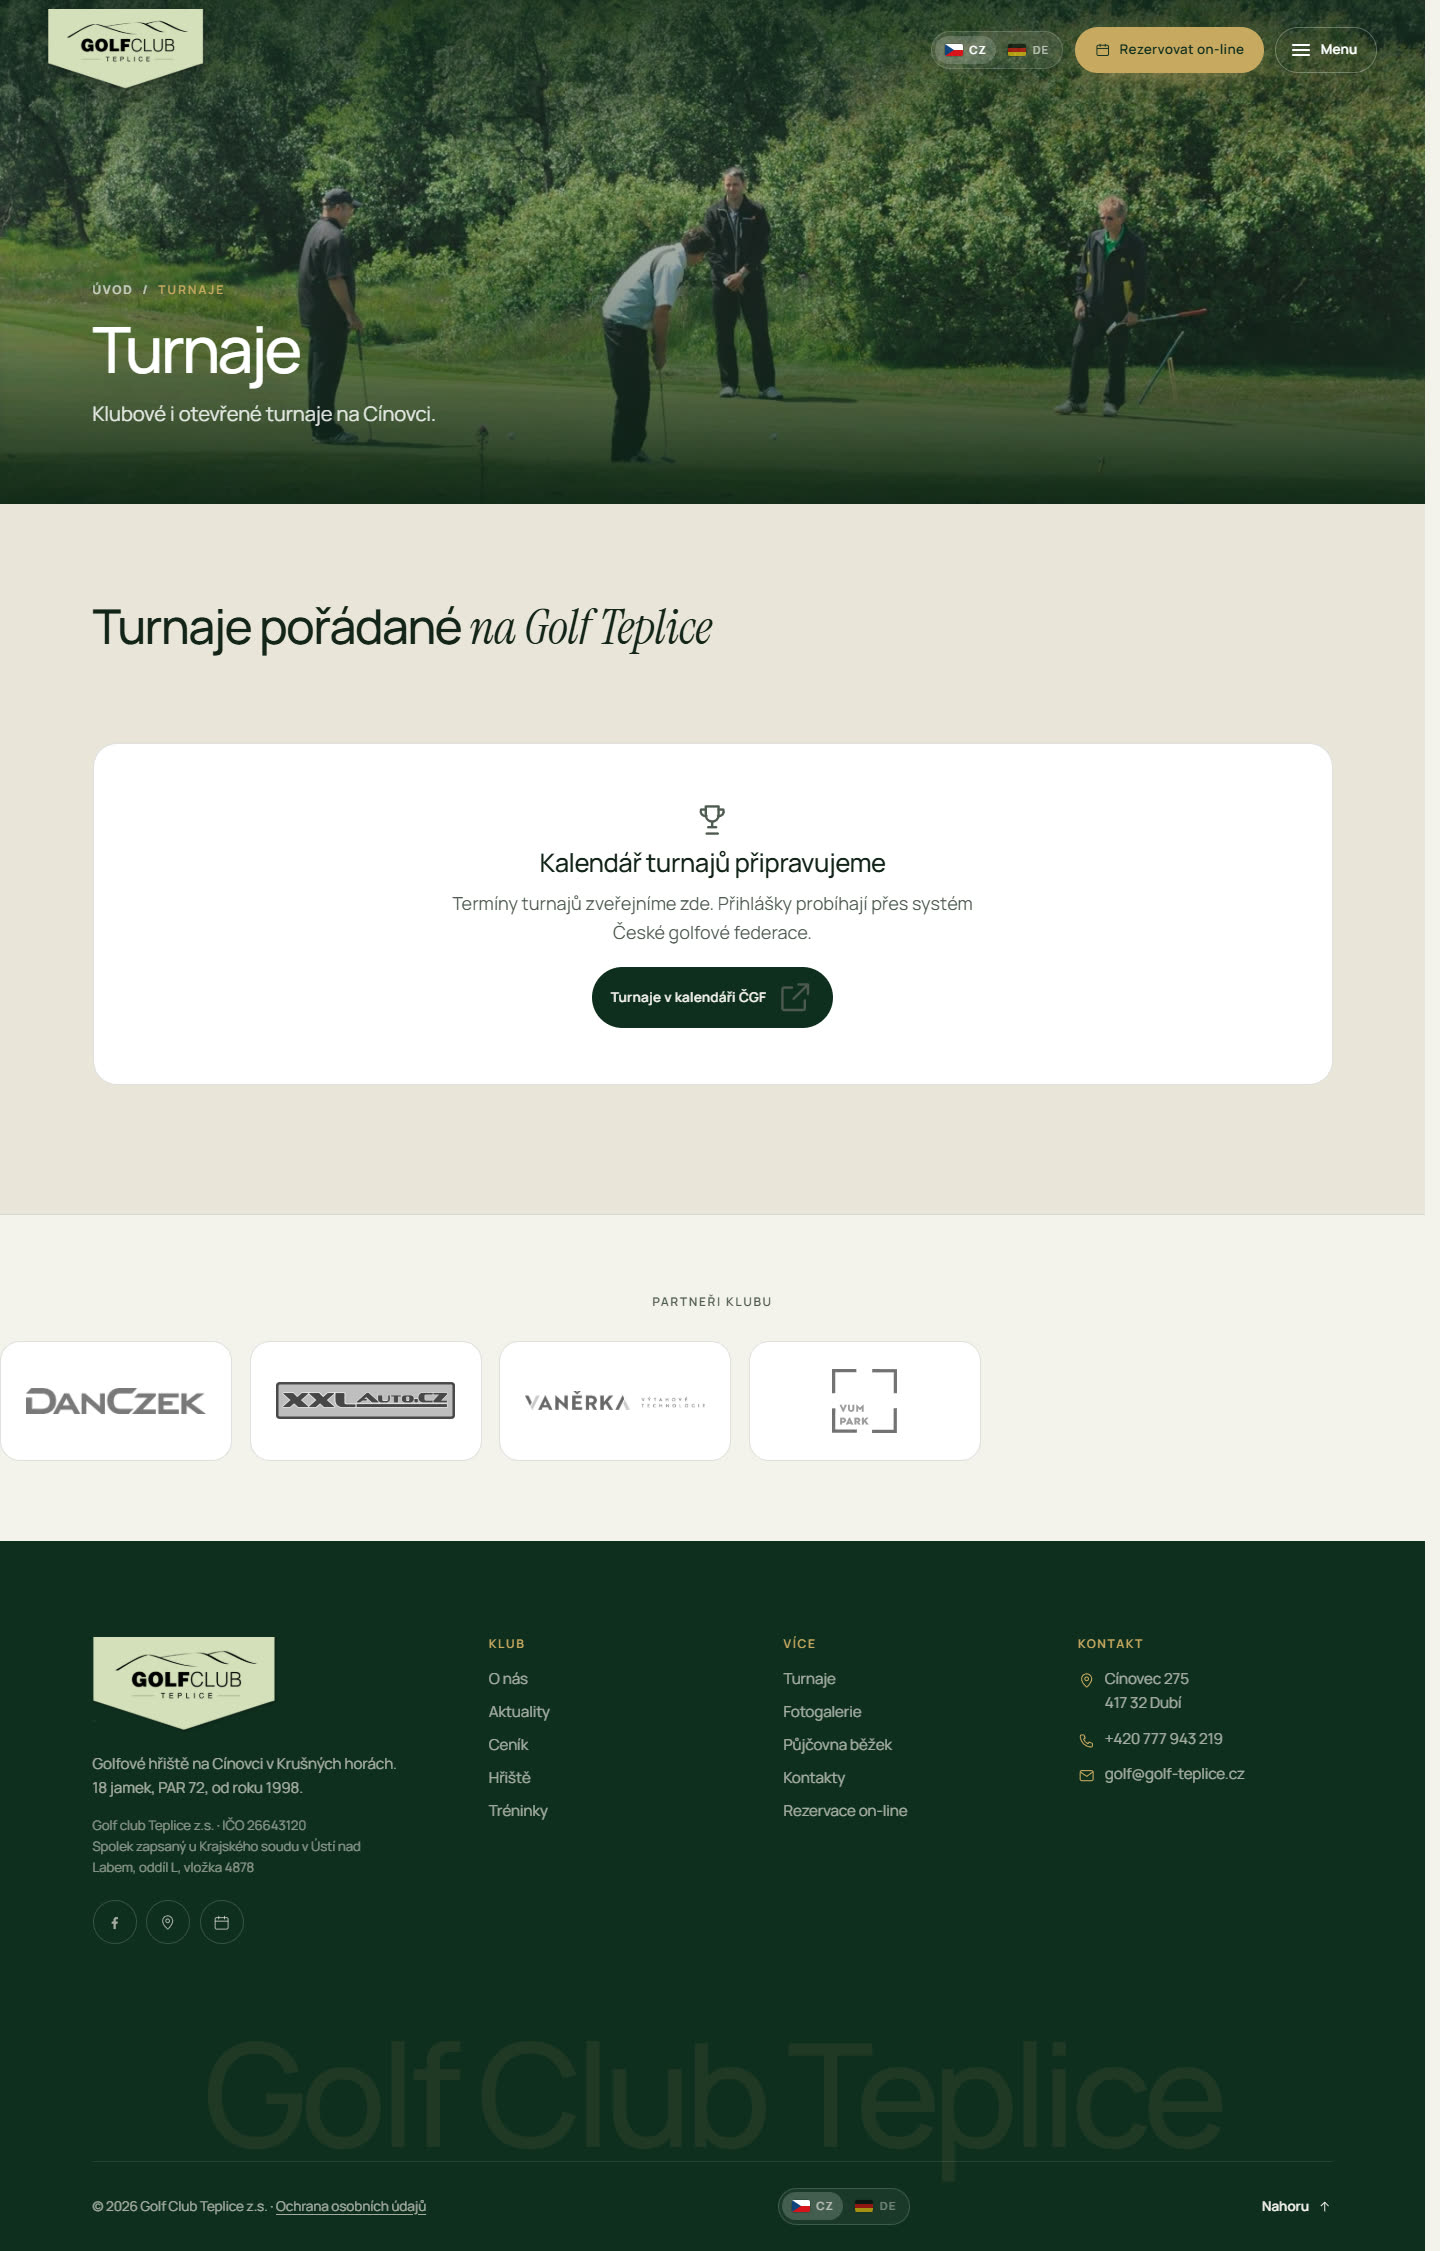 GOLFCLUB
TEPLICE
CZ
DE
Rezervovat on-line
Menu
ÚVOD / TURNAJE
Turnaje
Klubové i otevřené turnaje na Cínovci.
Turnaje pořádané na Golf Teplice
Kalendář turnajů připravujeme
Termíny turnajů zveřejníme zde. Přihlášky probíhají přes systém
České golfové federace.
Turnaje v kalendáři ČGF
PARTNEŘI KLUBU
DANCZEK
XXLAUTO.CZ
VANĚRKA
VÝTAHOVÉ
TECHNOLOGIE
VUM
PARK
GOLFCLUB
TEPLICE
Golfové hřiště na Cínovci v Krušných horách.
18 jamek, PAR 72, od roku 1998.
Golf club Teplice z.s. · IČO 26643120
Spolek zapsaný u Krajského soudu v Ústí nad
Labem, oddíl L, vložka 4878
KLUB
O nás
Aktuality
Ceník
Hřiště
Tréninky
VÍCE
Turnaje
Fotogalerie
Půjčovna běžek
Kontakty
Rezervace on-line
KONTAKT
Cínovec 275
417 32 Dubí
+420 777 943 219
golf@golf-teplice.cz
Golf Club Teplice
© 2026 Golf Club Teplice z.s. · Ochrana osobních údajů
CZ
DE
Nahoru